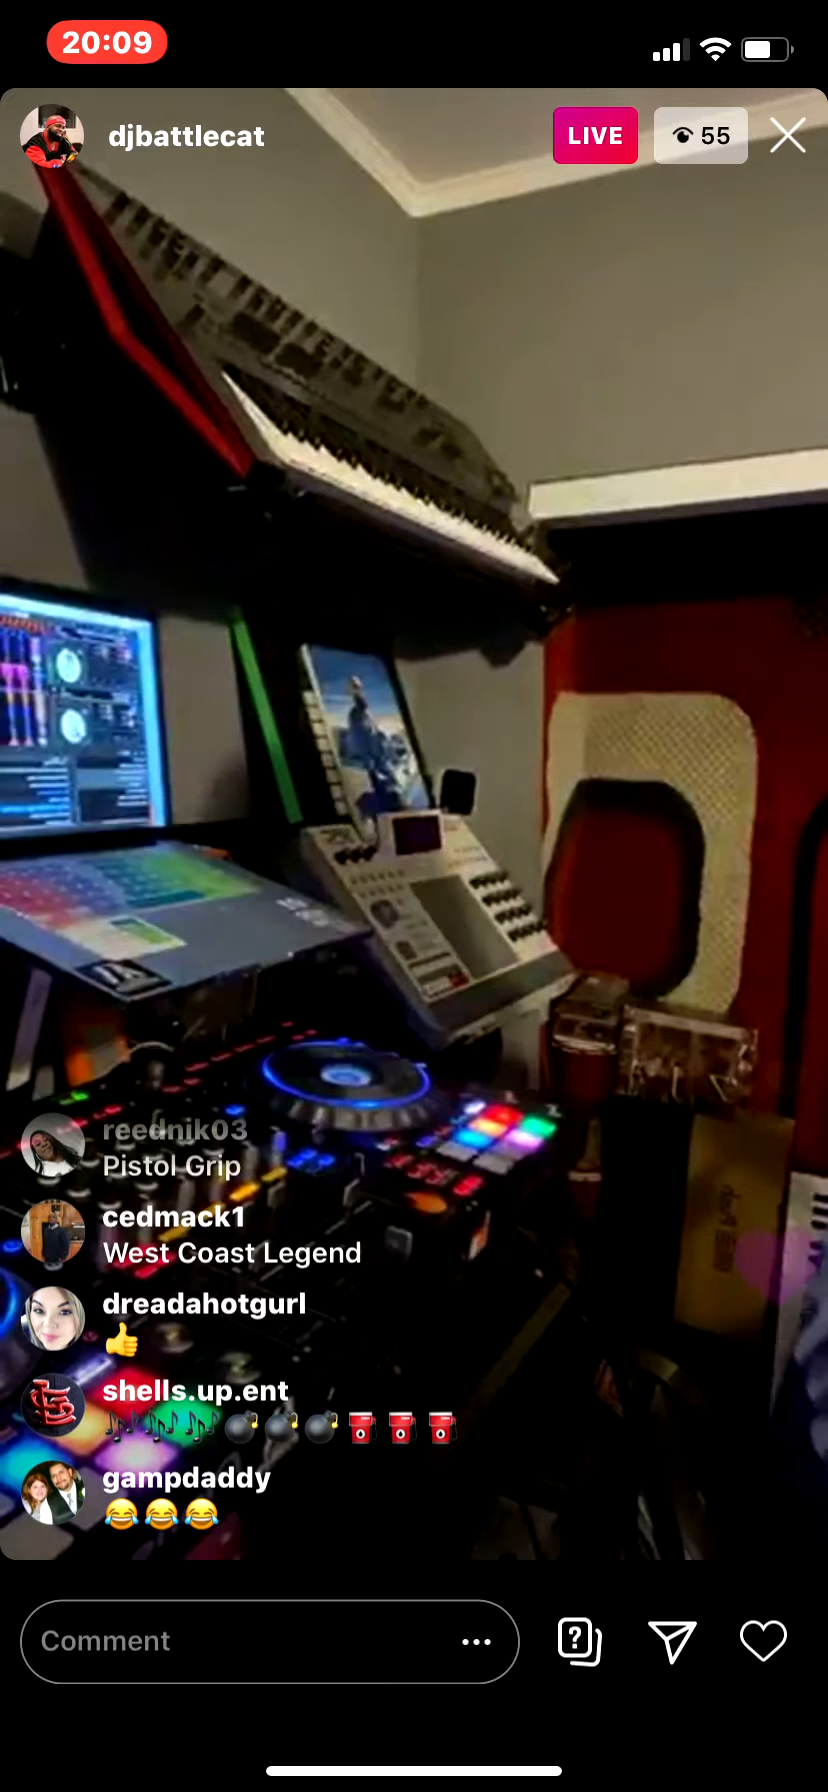 20:09
djbattlecat
LIVE
55
reednik03
Pistol Grip
cedmack1
West Coast Legend
dreadahotgurl
👍
shells.up.ent
🎶🎶🎶💣💣💣⛽⛽⛽
gampdaddy
😂😂😂
Comment